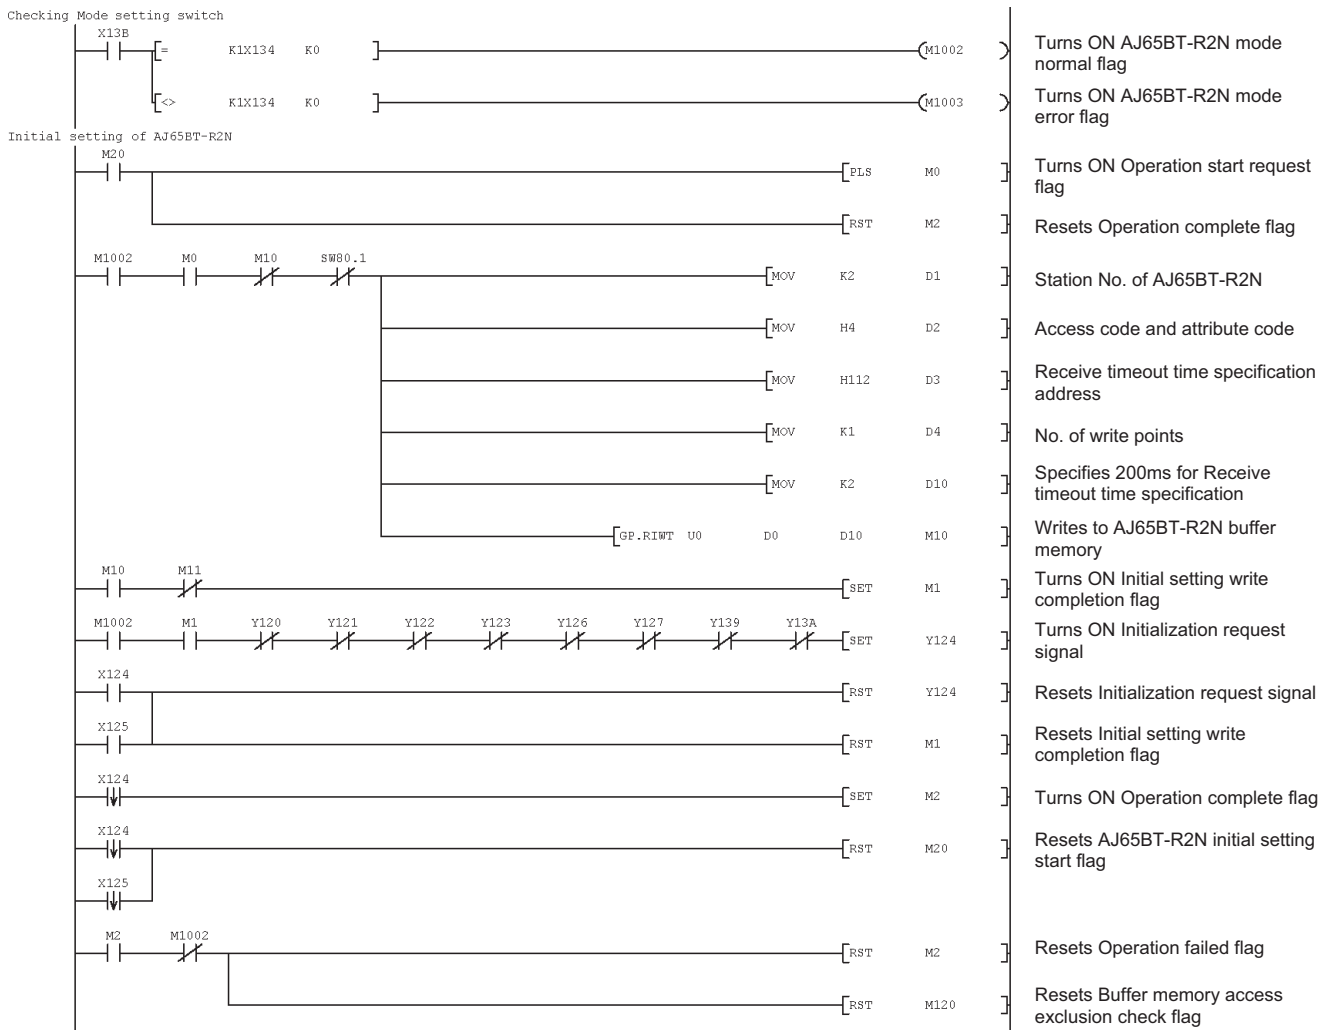 Checking Mode setting switch
X13B
= K1X134 K0 M1002
Turns ON AJ65BT-R2N mode
normal flag
<> K1X134 K0 M1003
Turns ON AJ65BT-R2N mode
error flag
Initial setting of AJ65BT-R2N
M20
PLS M0
Turns ON Operation start request
flag
RST M2
Resets Operation complete flag
M1002 M0 M10 SW80.1
MOV K2 D1
Station No. of AJ65BT-R2N
MOV H4 D2
Access code and attribute code
MOV H112 D3
Receive timeout time specification
address
MOV K1 D4
No. of write points
MOV K2 D10
Specifies 200ms for Receive
timeout time specification
GP.RIWT U0 D0 D10 M10
Writes to AJ65BT-R2N buffer
memory
M10 M11
SET M1
Turns ON Initial setting write
completion flag
M1002 M1 Y120 Y121 Y122 Y123 Y126 Y127 Y139 Y13A
SET Y124
Turns ON Initialization request
signal
X124
RST Y124
Resets Initialization request signal
X125
RST M1
Resets Initial setting write
completion flag
X124
SET M2
Turns ON Operation complete flag
X124
RST M20
Resets AJ65BT-R2N initial setting
start flag
X125
M2 M1002
RST M2
Resets Operation failed flag
RST M120
Resets Buffer memory access
exclusion check flag